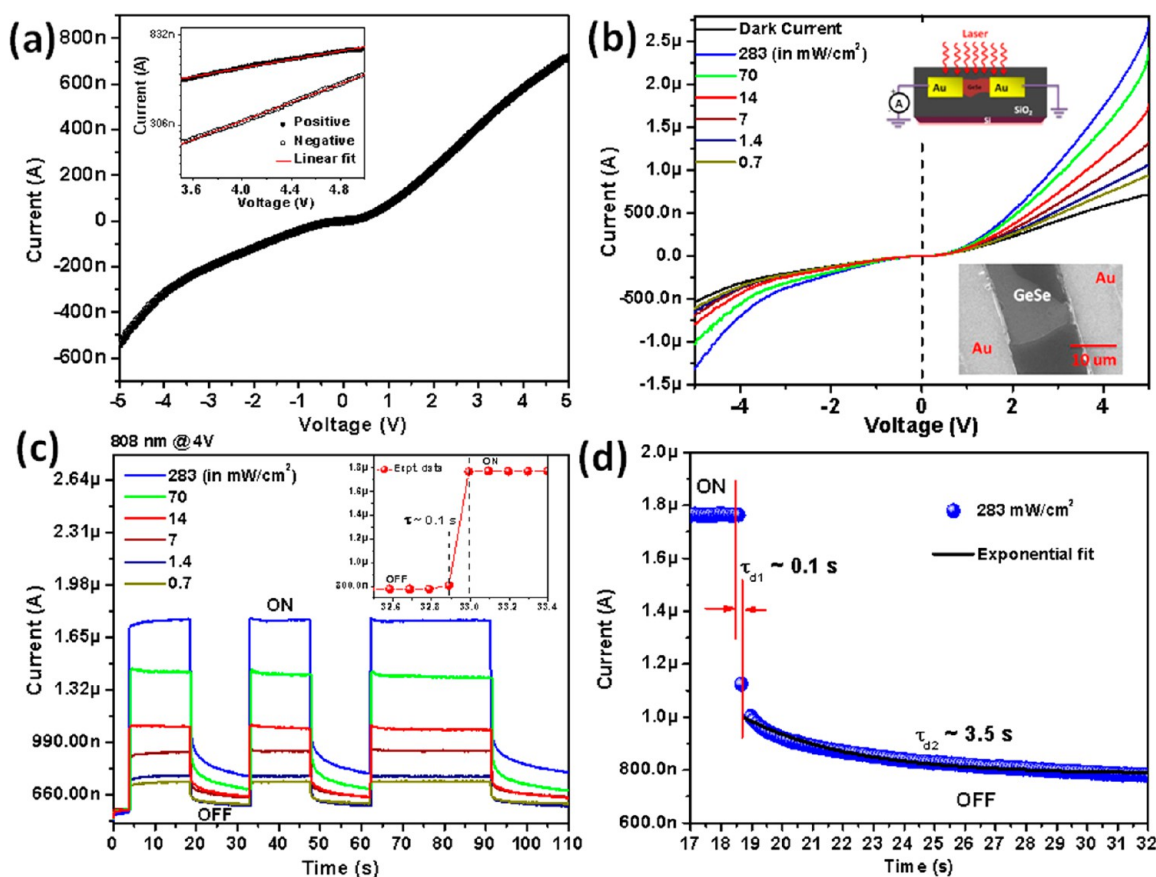 (a)
800n
600n
400n
200n
0
-200n
-400n
-600n
Current (A)
-5 -4 -3 -2 -1 0 1 2 3 4 5
Voltage (V)
832n
306n
Current (A)
Positive
Negative
Linear fit
3.6 4.0 4.4 4.8
Voltage (V)
(b)
2.5µ
2.0µ
1.5µ
1.0µ
500.0n
0.0
-500.0n
-1.0µ
-1.5µ
Current (A)
-4 -2 0 2 4
Voltage (V)
Dark Current
283 (in mW/cm²)
70
14
7
1.4
0.7
Laser
Au GeSe Au
A
SiO₂
Si
Au
GeSe
Au
10 um
(c)
808 nm @4V
2.64µ
2.31µ
1.98µ
1.65µ
1.32µ
990.00n
660.00n
Current (A)
0 10 20 30 40 50 60 70 80 90 100 110
Time (s)
283 (in mW/cm²)
70
14
7
1.4
0.7
ON
OFF
1.8µ
1.6µ
1.4µ
1.2µ
1.0µ
800.0n
Expt. data
ON
τ ~ 0.1 s
OFF
32.6 32.8 33.0 33.2 33.4
(d)
2.0µ
1.8µ
1.6µ
1.4µ
1.2µ
1.0µ
800.0n
600.0n
Current (A)
17 18 19 20 21 22 23 24 25 26 27 28 29 30 31 32
Time (s)
ON
283 mW/cm²
Exponential fit
τd1 ~ 0.1 s
τd2 ~ 3.5 s
OFF